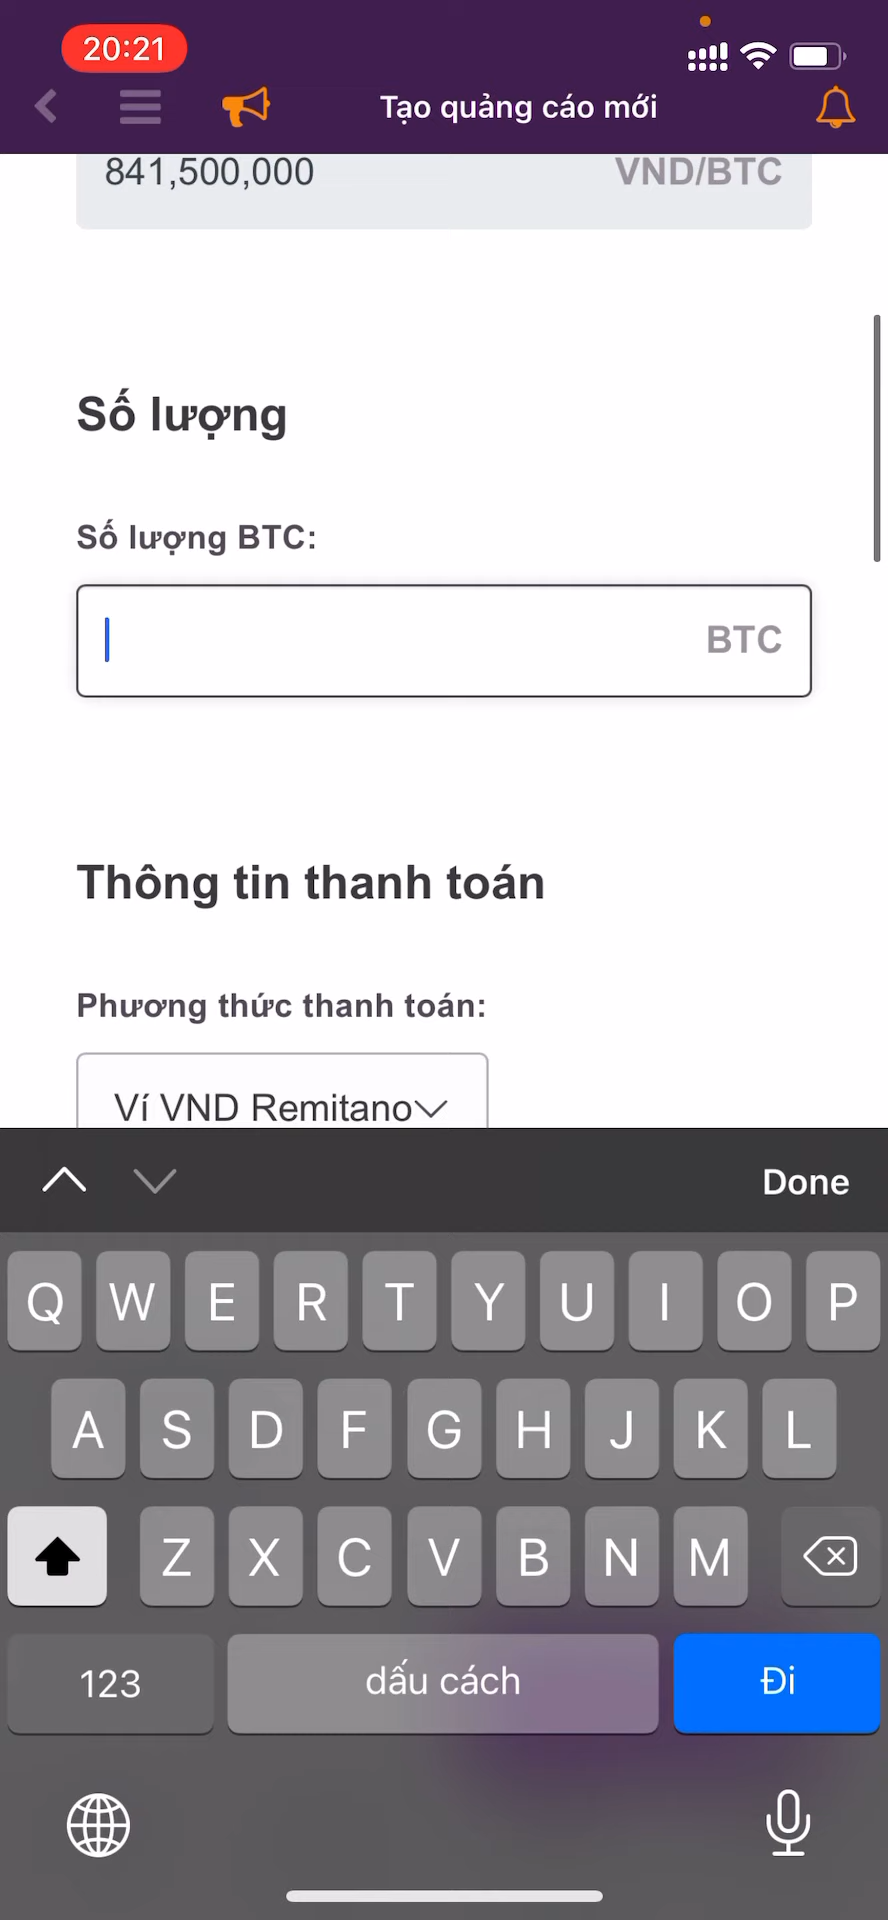 20:21
Tạo quảng cáo mới
841,500,000 VND/BTC
Số lượng
Số lượng BTC:
BTC
Thông tin thanh toán
Phương thức thanh toán:
Ví VND Remitano
Done
Q W E R T Y U I O P
A S D F G H J K L
Z X C V B N M
123 dấu cách Đi